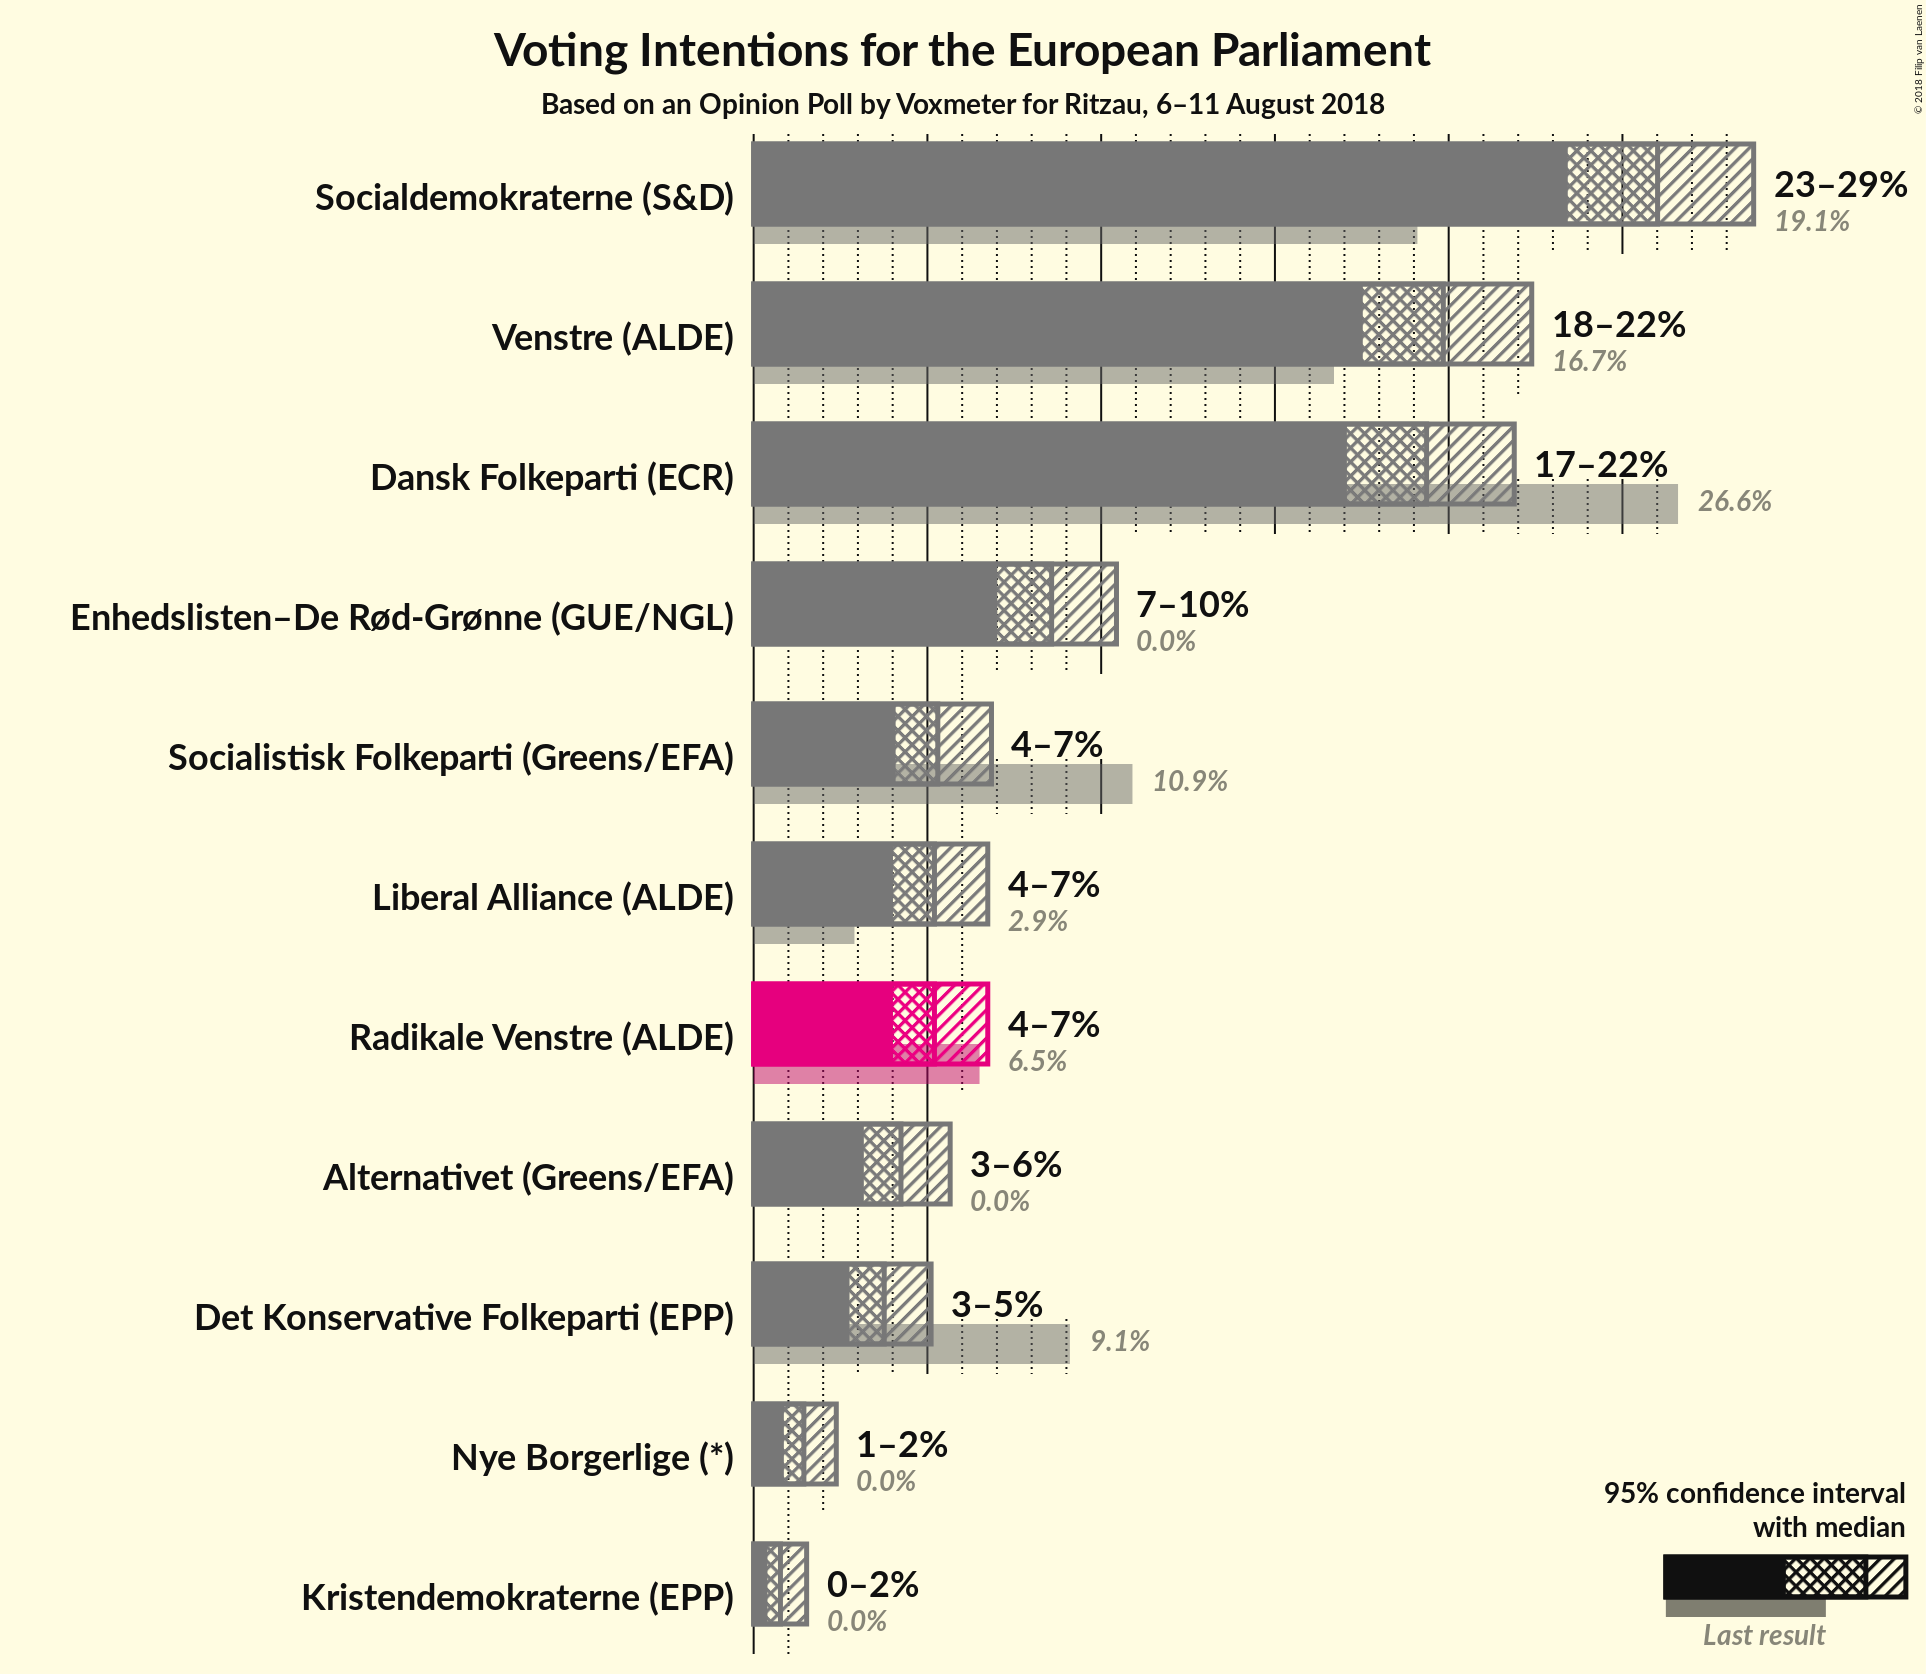 Voting Intentions for the European Parliament
Based on an Opinion Poll by Voxmeter for Ritzau, 6–11 August 2018
© 2018 Filip van Laenen
Socialdemokraterne (S&D)
23–29%
19.1%
Venstre (ALDE)
18–22%
16.7%
Dansk Folkeparti (ECR)
17–22%
26.6%
Enhedslisten–De Rød-Grønne (GUE/NGL)
7–10%
0.0%
Socialistisk Folkeparti (Greens/EFA)
4–7%
10.9%
Liberal Alliance (ALDE)
4–7%
2.9%
Radikale Venstre (ALDE)
4–7%
6.5%
Alternativet (Greens/EFA)
3–6%
0.0%
Det Konservative Folkeparti (EPP)
3–5%
9.1%
Nye Borgerlige (*)
1–2%
0.0%
Kristendemokraterne (EPP)
0–2%
0.0%
95% confidence interval
with median
Last result